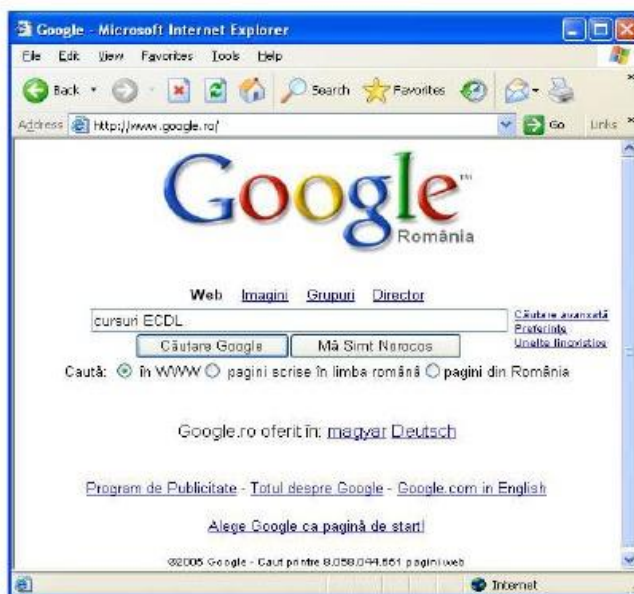 Google - Microsoft Internet Explorer
File Edit View Favorites Tools Help
Back Search Favorites
Address http://www.google.ro/ Go Links
Google™
România
Web Imagini Grupuri Director
cursuri ECDL
Căutare avansată
Preferinţe
Unelte lingvistice
Căutare Google Mă Simt Norocos
Caută: în WWW pagini scrise în limba română pagini din România
Google.ro oferit în: magyar Deutsch
Program de Publicitate - Totul despre Google - Google.com in English
Alege Google ca pagină de start!
©2005 Google - Caut printre 8.058.044.651 pagini web
Internet